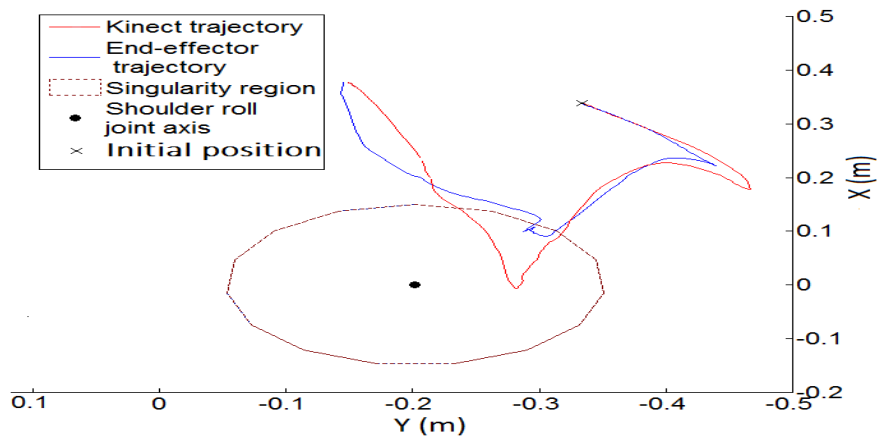 Kinect trajectory
End-effector
trajectory
Singularity region
Shoulder roll
joint axis
Initial position
0.5
0.4
0.3
0.2
0.1
0
-0.1
-0.2
X (m)
0.1
0
-0.1
-0.2
-0.3
-0.4
-0.5
Y (m)